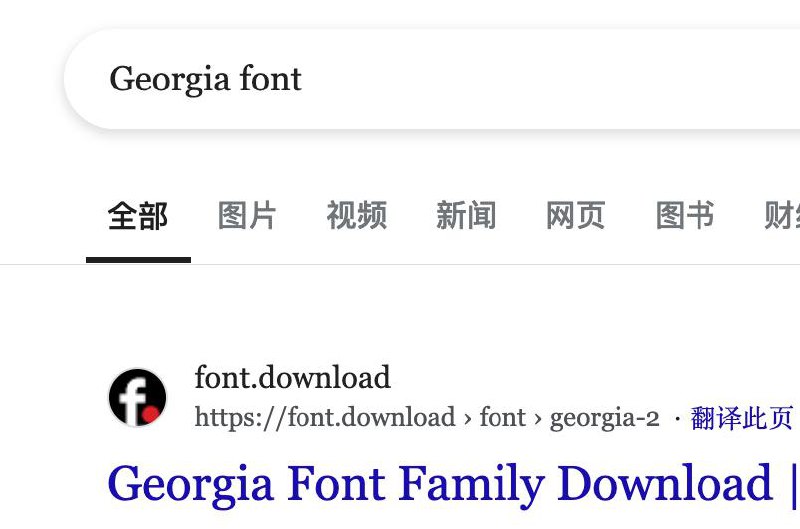 Georgia font
全部 图片 视频 新闻 网页 图书 财
font.download
https://font.download › font › georgia-2 · 翻译此页
Georgia Font Family Download |